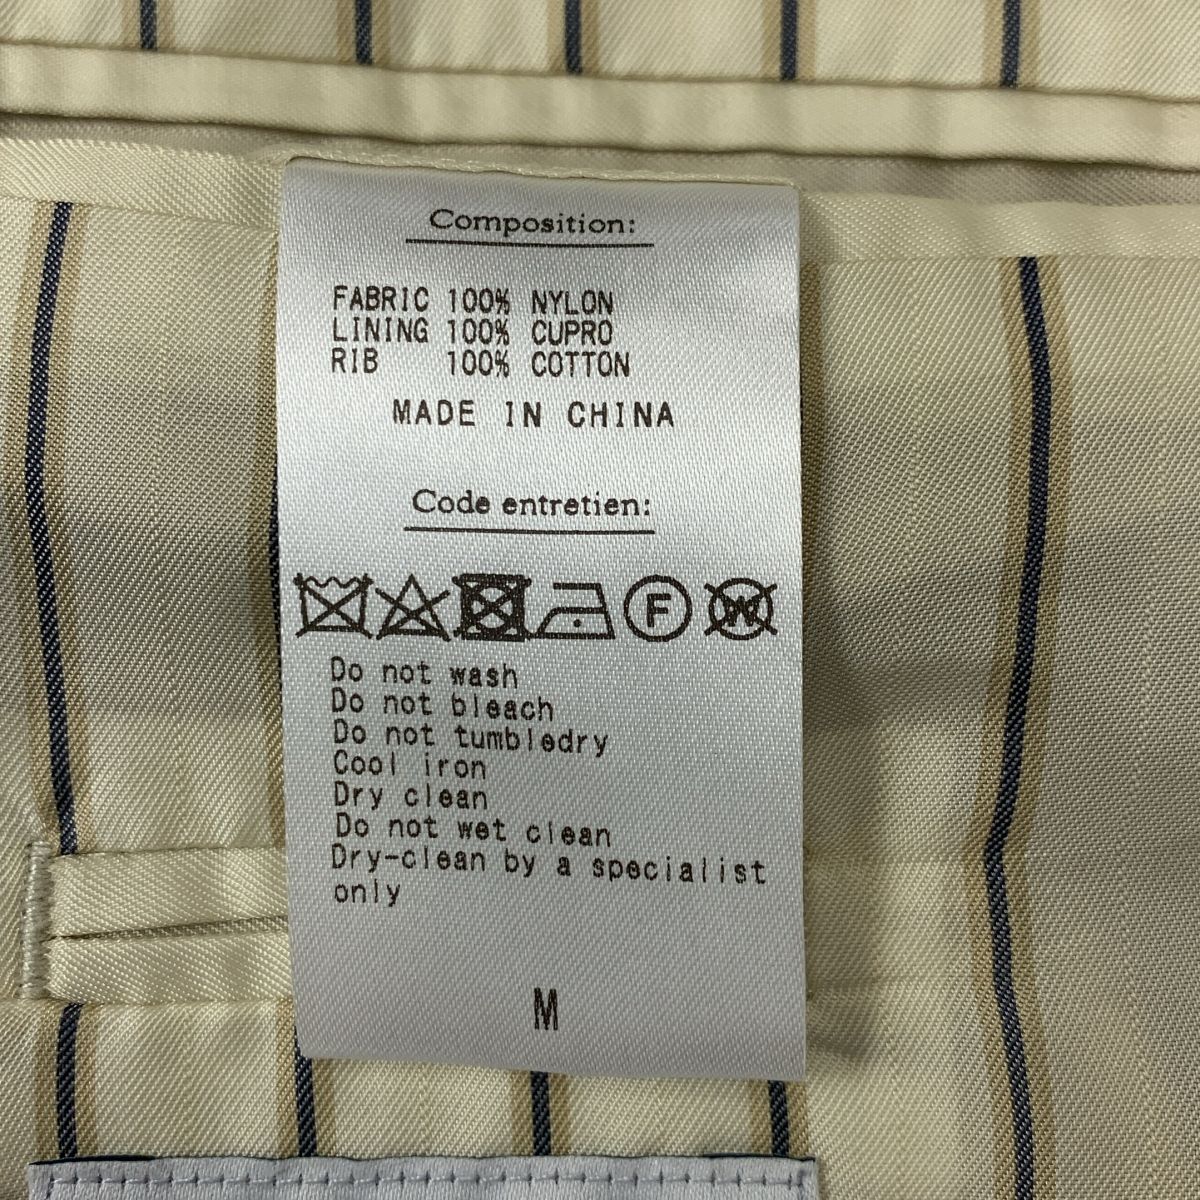 Composition:
FABRIC 100% NYLON
LINING 100% CUPRO
RIB 100% COTTON
MADE IN CHINA
Code entretien:
F W
Do not wash
Do not bleach
Do not tumbledry
Cool iron
Dry clean
Do not wet clean
Dry-clean by a specialist
only
M